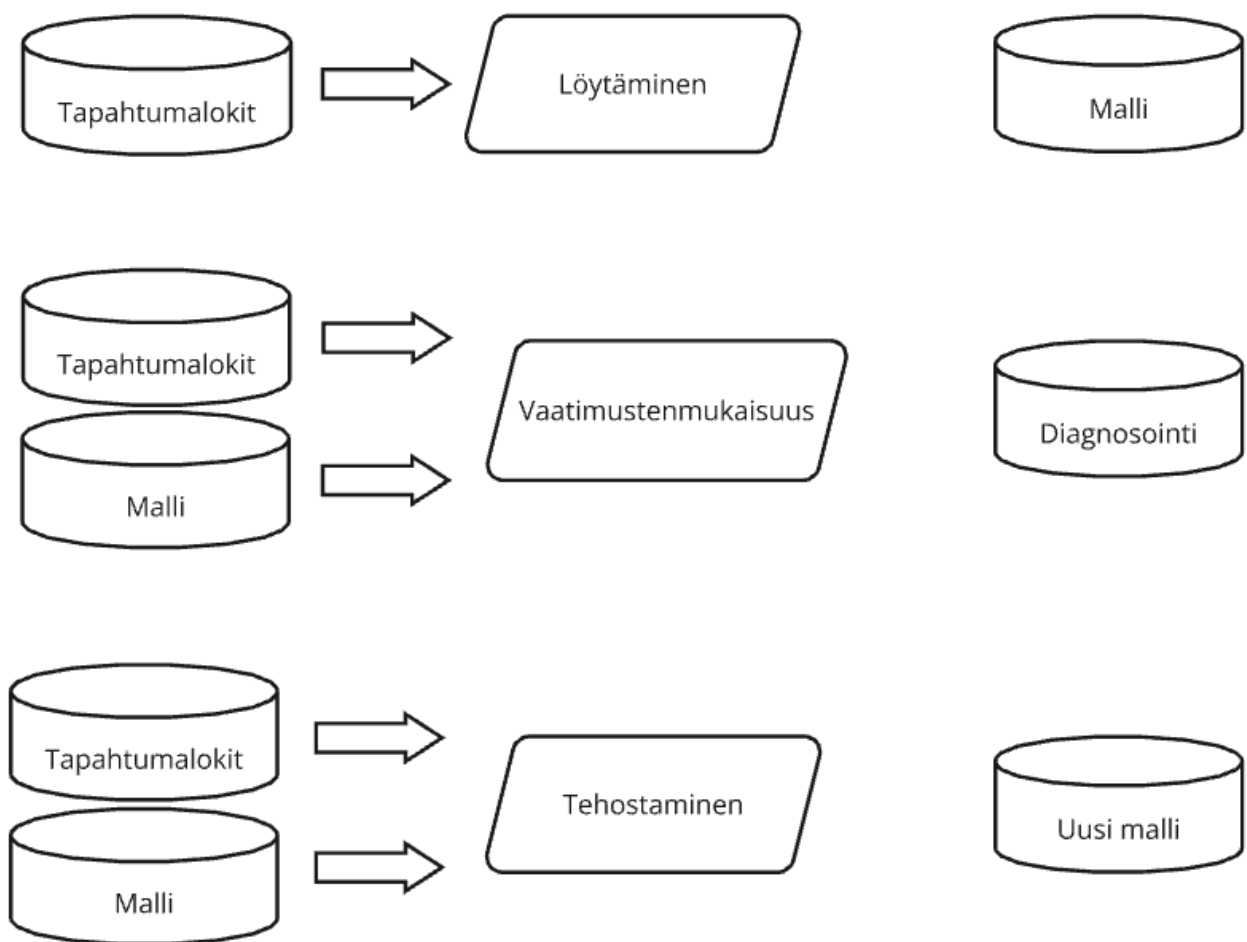 Tapahtumalokit
Löytäminen
Malli
Tapahtumalokit
Malli
Vaatimustenmukaisuus
Diagnosointi
Tapahtumalokit
Malli
Tehostaminen
Uusi malli